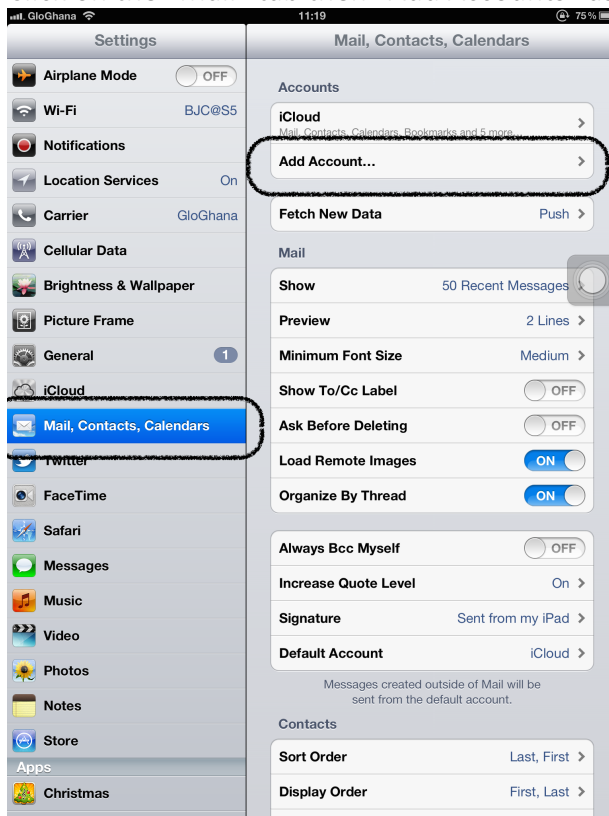 GloGhana
11:19
75%
Settings
Airplane Mode OFF
Wi-Fi BJC@S5
Notifications
Location Services On
Carrier GloGhana
Cellular Data
Brightness & Wallpaper
Picture Frame
General 1
iCloud
Mail, Contacts, Calendars
Twitter
FaceTime
Safari
Messages
Music
Video
Photos
Notes
Store
Apps
Christmas
Mail, Contacts, Calendars
Accounts
iCloud
Mail, Contacts, Calendars, Bookmarks and 5 more...
Add Account...
Fetch New Data Push
Mail
Show 50 Recent Messages
Preview 2 Lines
Minimum Font Size Medium
Show To/Cc Label OFF
Ask Before Deleting OFF
Load Remote Images ON
Organize By Thread ON
Always Bcc Myself OFF
Increase Quote Level On
Signature Sent from my iPad
Default Account iCloud
Messages created outside of Mail will be
sent from the default account.
Contacts
Sort Order Last, First
Display Order First, Last